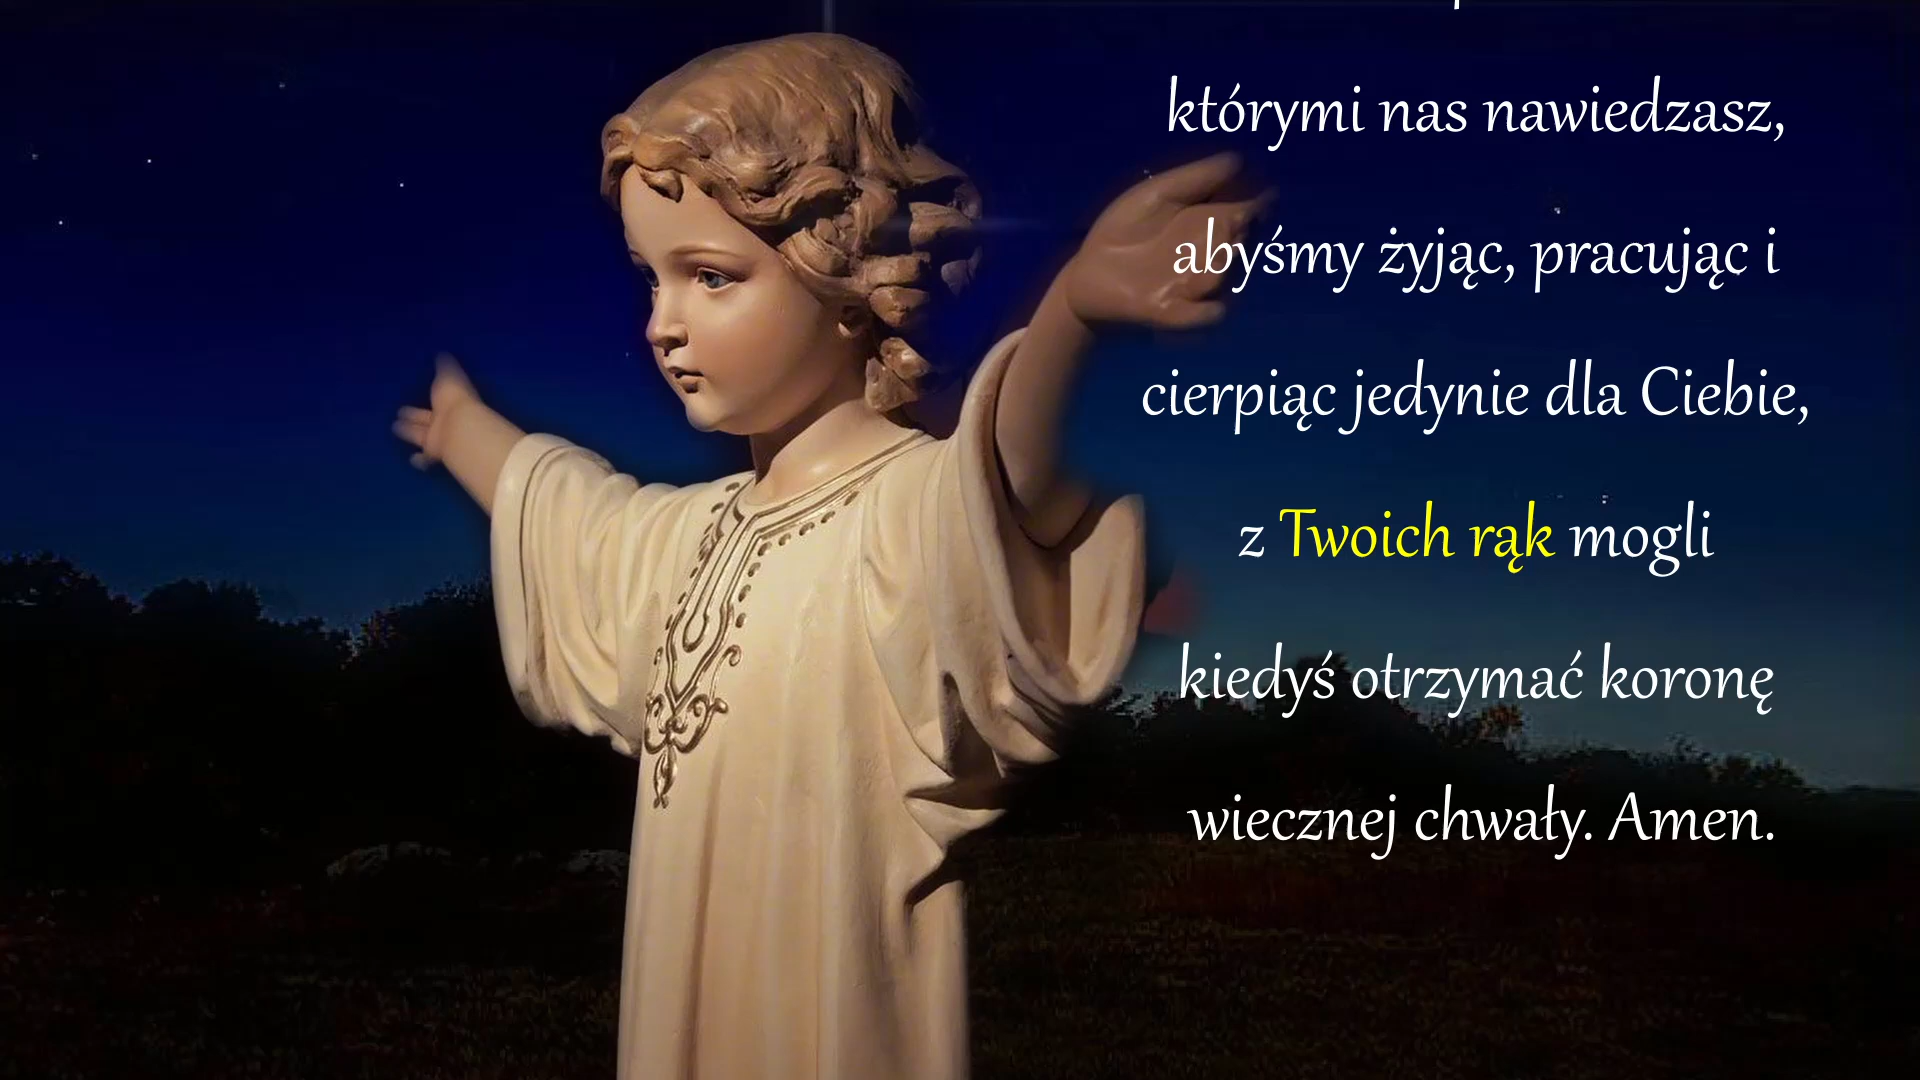 którymi nas nawiedzasz,
abyśmy żyjąc, pracując i
cierpiąc jedynie dla Ciebie,
z Twoich rąk mogli
kiedyś otrzymać koronę
wiecznej chwały. Amen.